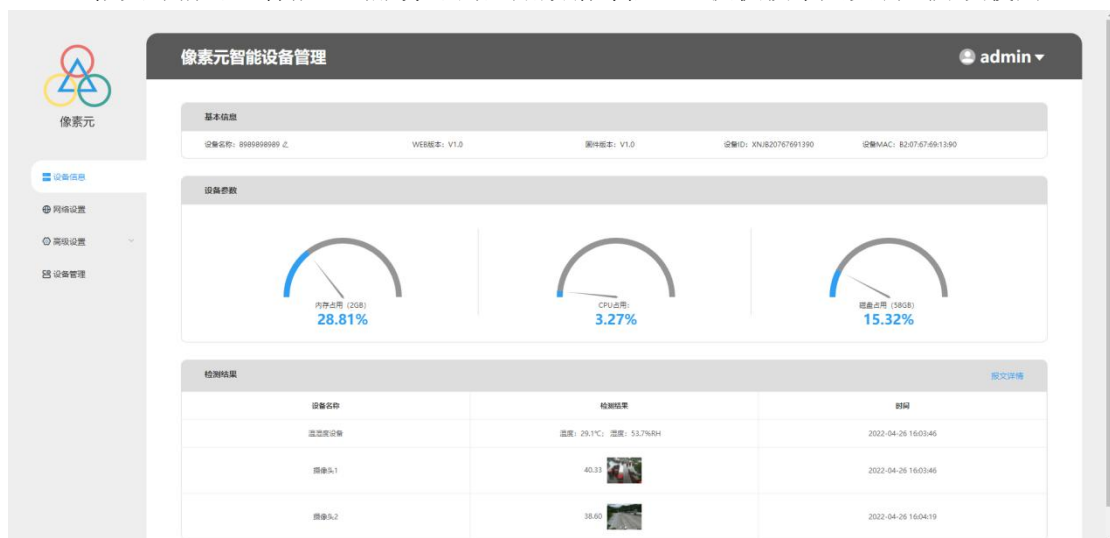 像素元智能设备管理
admin
像素元
基本信息
设备名称：8989898989 WEB版本：V1.0 固件版本：V1.0 设备ID：XNJB20767691390 设备MAC：B2:07:67:69:13:90
设备信息
网络设置
高级设置
设备管理
设备参数
内存占用（2GB） CPU占用： 磁盘占用（58GB）
28.81% 3.27% 15.32%
检测结果 报文详情
设备名称 检测结果 时间
温湿度设备 温度：29.1℃；湿度：53.7%RH 2022-04-26 16:03:46
摄像头1 40.33 2022-04-26 16:03:46
摄像头2 38.60 2022-04-26 16:04:19